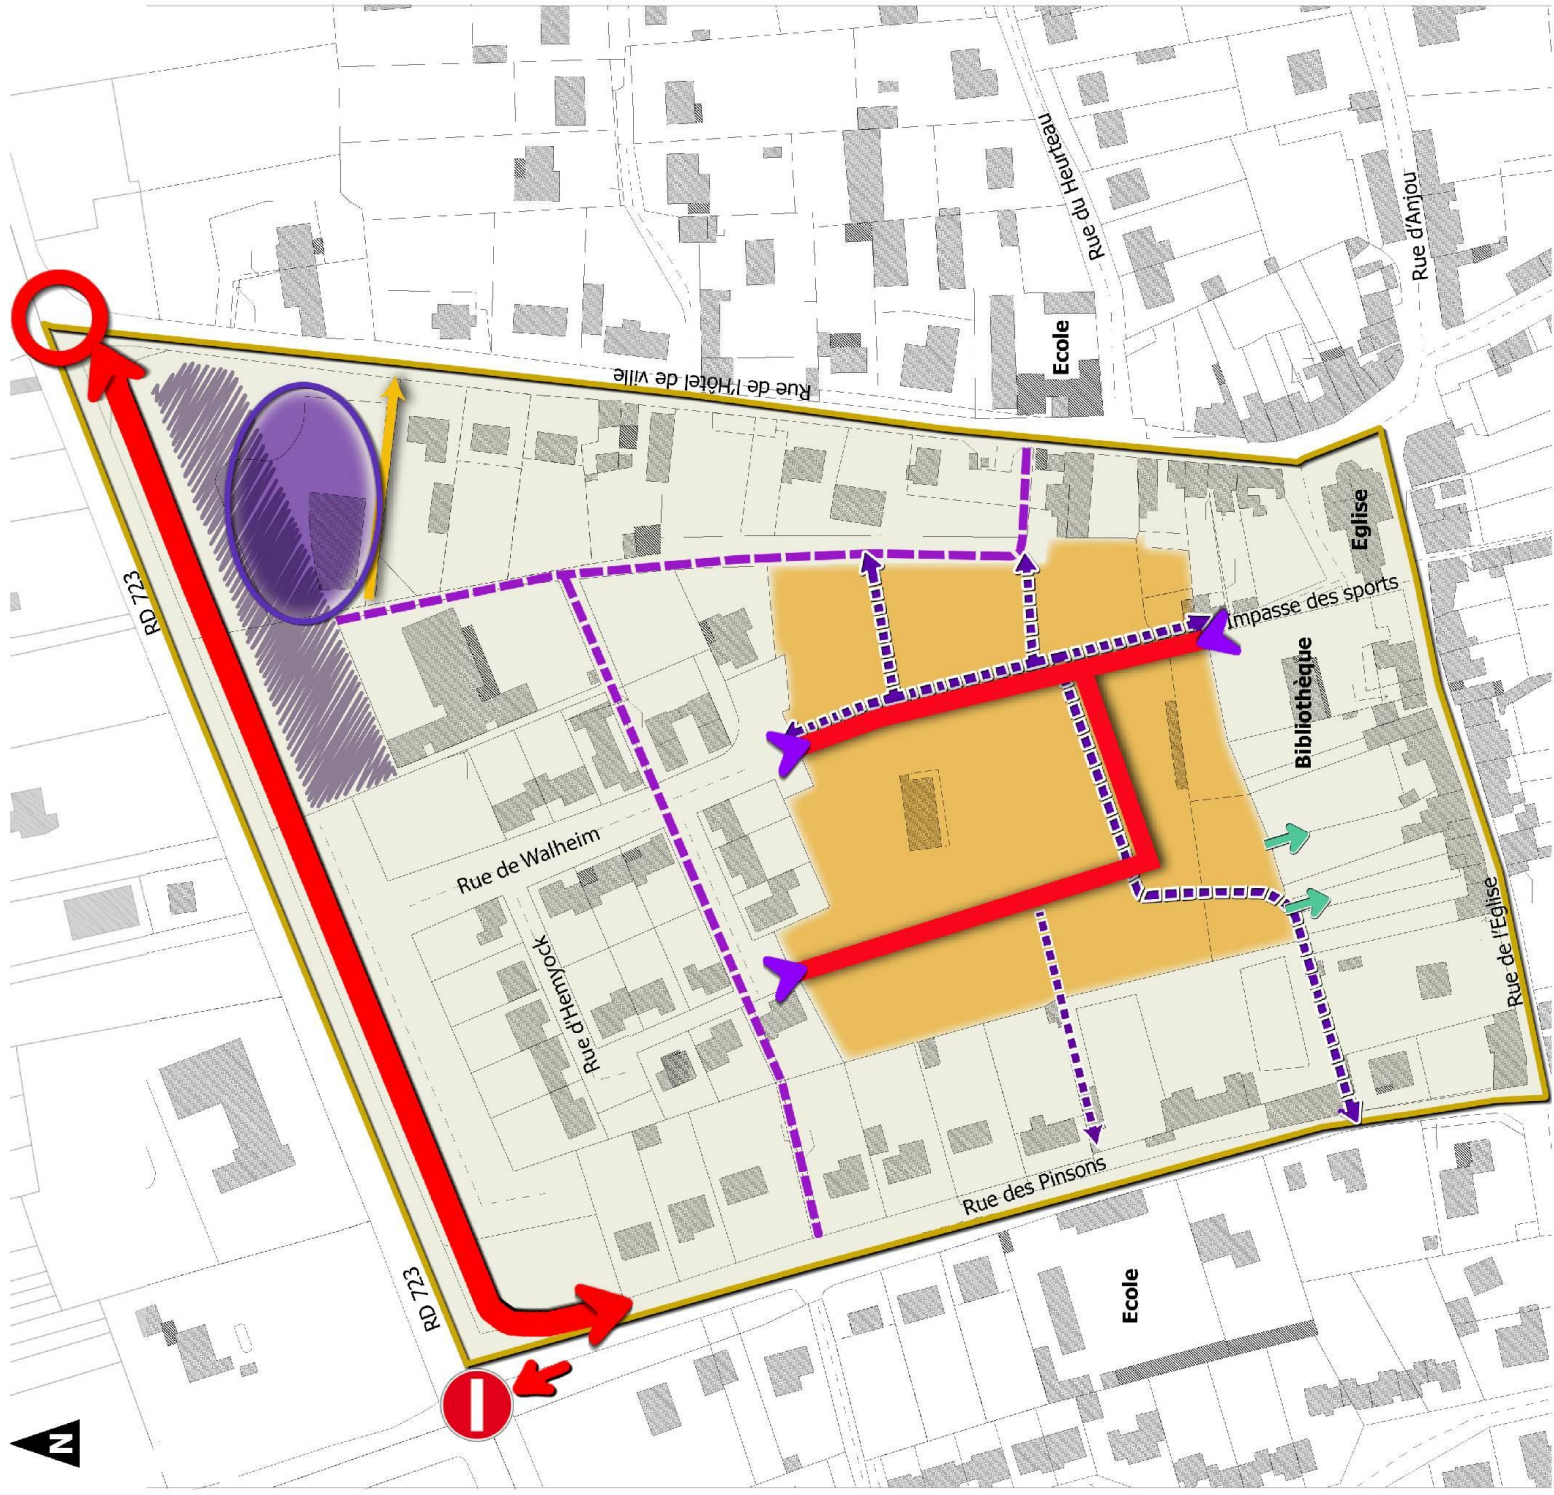 Rue du Heurteau
Rue d'Anjou
Ecole
Rue de l'Hôtel de ville
Eglise
RD 723
Impasse des sports
Bibliothèque
Rue de Walheim
Rue d'Hemyock
Rue de l'Eglise
Rue des Pinsons
RD 723
Ecole
N